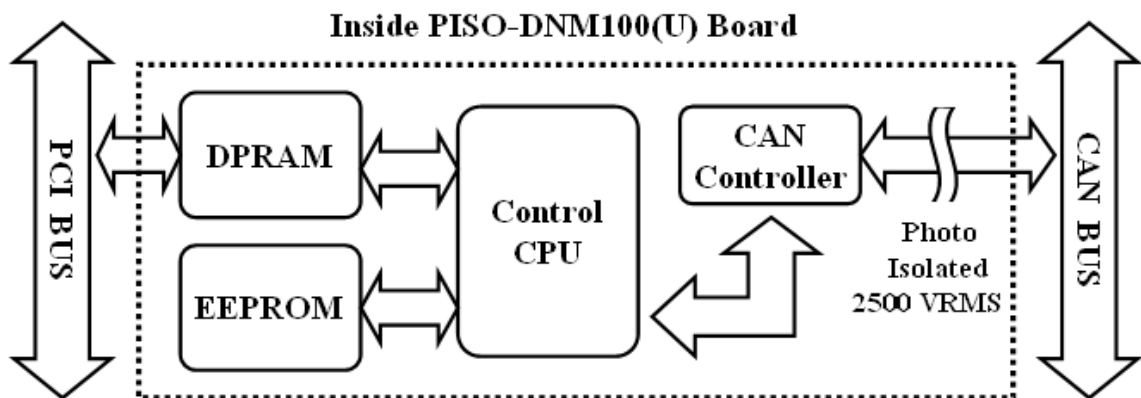 Inside PISO-DNM100(U) Board
PCI BUS
DPRAM
EEPROM
Control
CPU
CAN
Controller
Photo
Isolated
2500 VRMS
CAN BUS